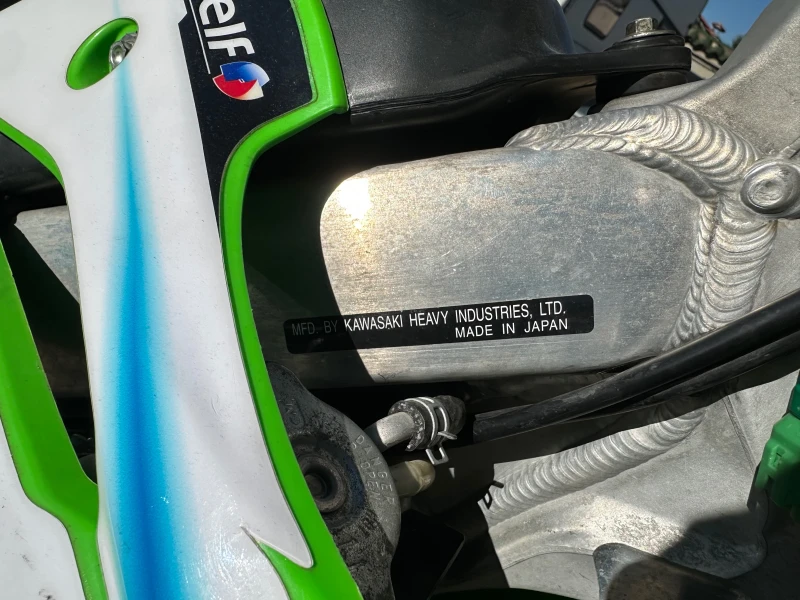 elf
MFD. BY KAWASAKI HEAVY INDUSTRIES, LTD.
MADE IN JAPAN